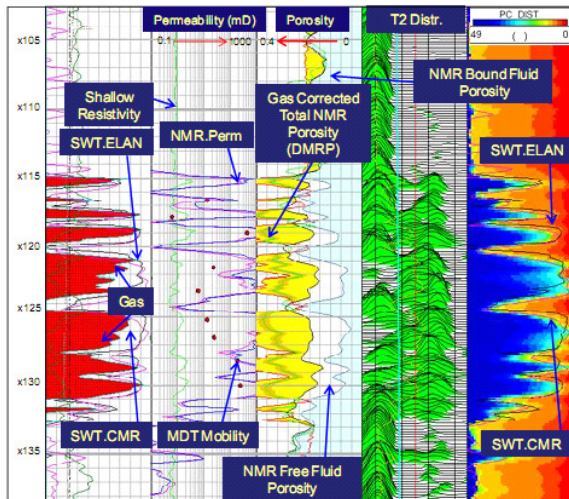 Permeability (mD)
0.1
1000
Porosity
0.4
0
T2 Distr.
PC_DIST
49
( )
0
x105
x110
x115
x120
x125
x130
x135
Shallow
Resistivity
SWT.ELAN
NMR.Perm
Gas Corrected
Total NMR
Porosity
(DMRP)
NMR Bound Fluid
Porosity
SWT.ELAN
Gas
SWT.CMR
MDT Mobility
NMR Free Fluid
Porosity
SWT.CMR